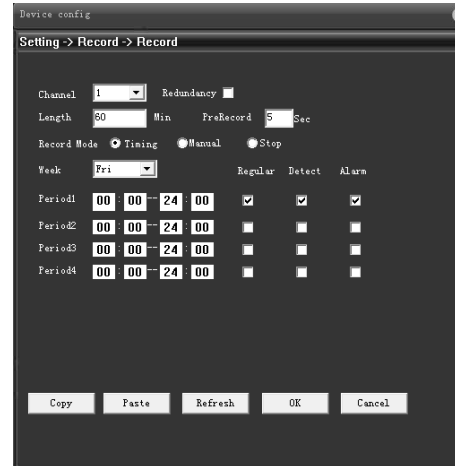 Device config
Setting -> Record -> Record
Channel 1 Redundancy
Length 60 Min PreRecord 5 Sec
Record Mode Timing Manual Stop
Week Fri Regular Detect Alarm
Period1 00 : 00 -- 24 : 00
Period2 00 : 00 -- 24 : 00
Period3 00 : 00 -- 24 : 00
Period4 00 : 00 -- 24 : 00
Copy Paste Refresh OK Cancel